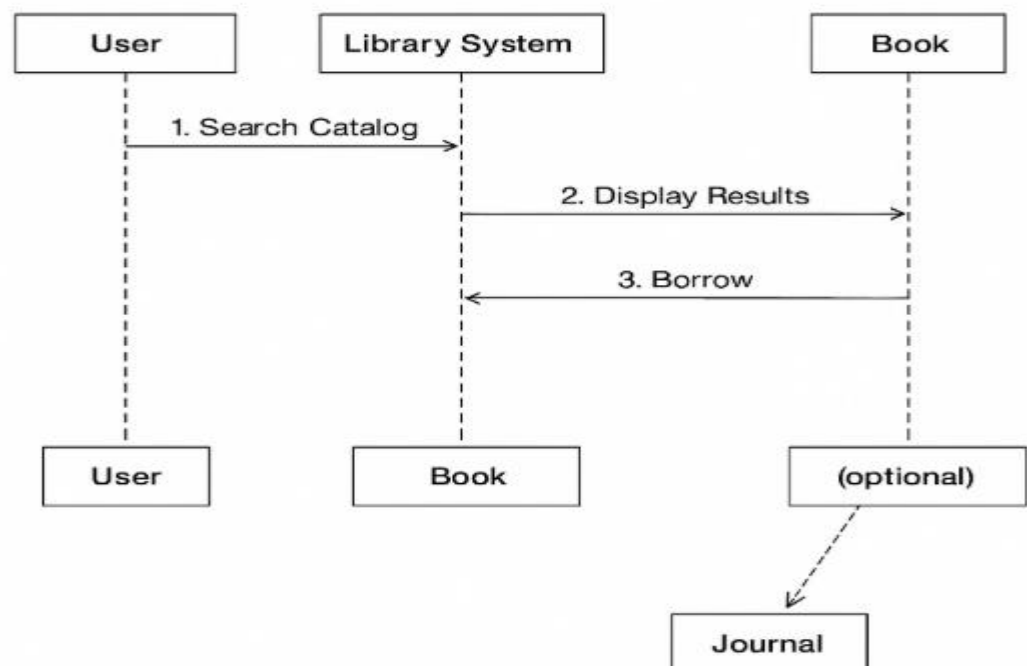 User
Library System
Book
1. Search Catalog
2. Display Results
3. Borrow
User
Book
(optional)
Journal